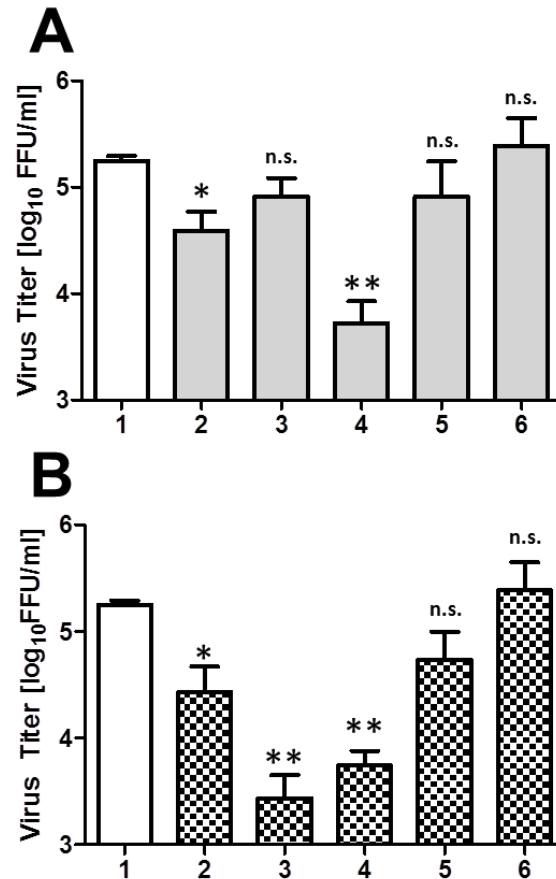 A
Virus Titer [log10 FFU/ml]
6
5
4
3
*
n.s.
**
n.s.
n.s.
1 2 3 4 5 6
B
Virus Titer [log10FFU/ml]
6
5
4
3
*
**
**
n.s.
n.s.
1 2 3 4 5 6